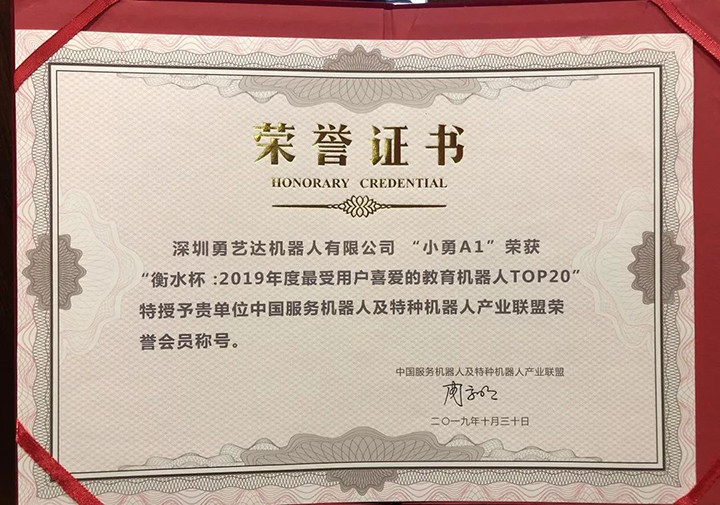 荣誉证书
HONORARY CREDENTIAL
深圳勇艺达机器人有限公司 “小勇A1”荣获
“衡水杯:2019年度最受用户喜爱的教育机器人TOP20”
特授予贵单位中国服务机器人及特种机器人产业联盟荣
誉会员称号。
中国服务机器人及特种机器人产业联盟
二〇一九年十月三十日